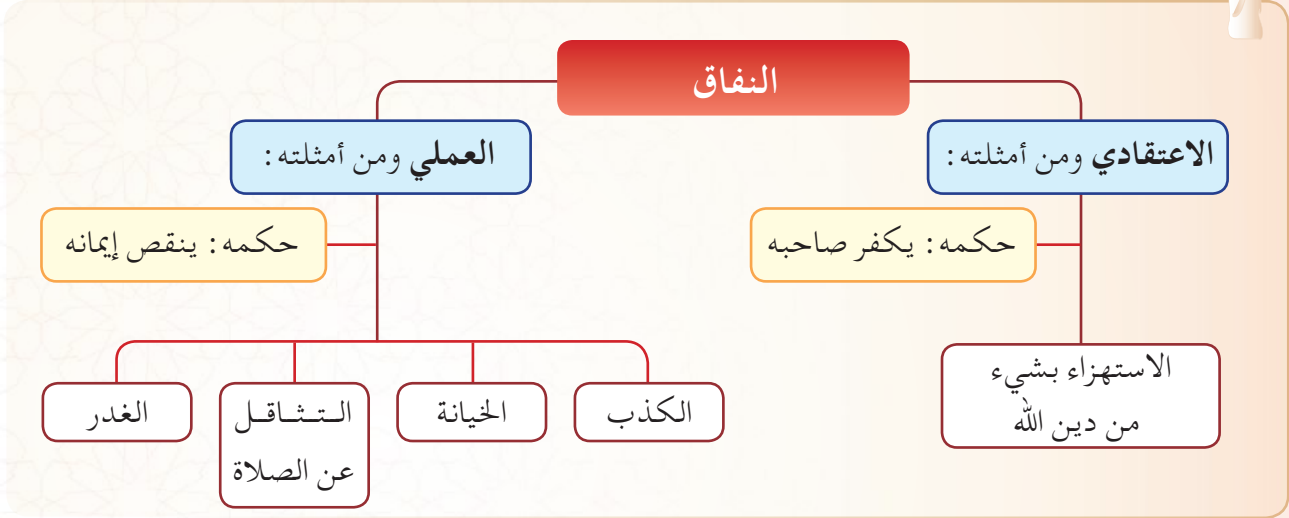 النفاق
الاعتقادي ومن أمثلته:
حكمه: يكفر صاحبه
الاستهزاء بشيء
من دين الله
العملي ومن أمثلته:
حكمه: ينقص إيمانه
الكذب
الخيانة
التثاقل
عن الصلاة
الغدر